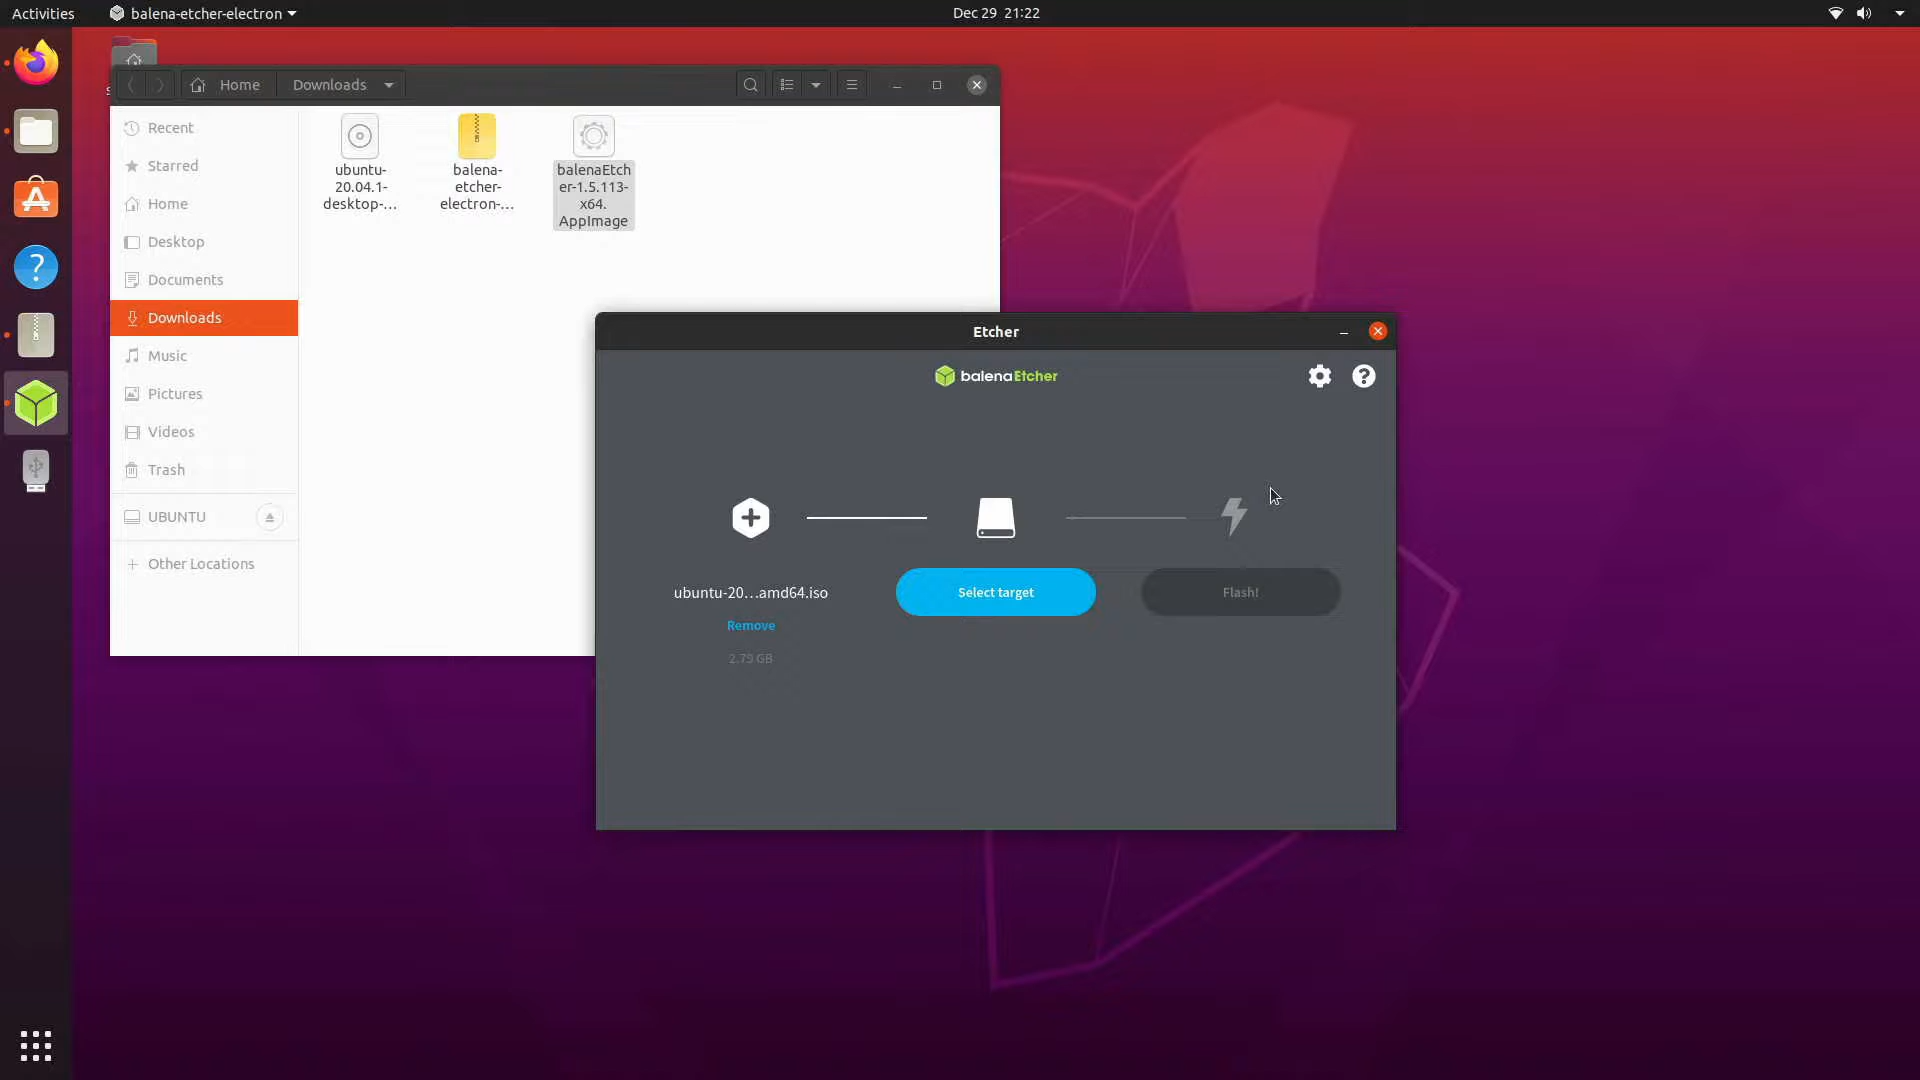 Activities
balena-etcher-electron
Dec 29 21:22
Home
Downloads
Recent
Starred
Home
Desktop
Documents
Downloads
Music
Pictures
Videos
Trash
UBUNTU
Other Locations
ubuntu-
20.04.1-
desktop-...
balena-
etcher-
electron-...
balenaEtch
er-1.5.113-
x64.
AppImage
Etcher
balenaEtcher
ubuntu-20...amd64.iso
Remove
2.79 GB
Select target
Flash!